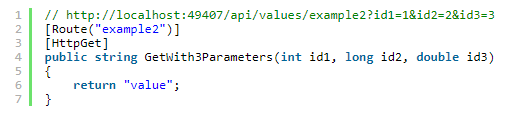 1 // http://localhost:49407/api/values/example2?id1=1&id2=2&id3=3
2 [Route("example2")]
3 [HttpGet]
4 public string GetWith3Parameters(int id1, long id2, double id3)
5 {
6     return "value";
7 }